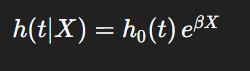 h(t|X) = h₀(t) e^{βX}